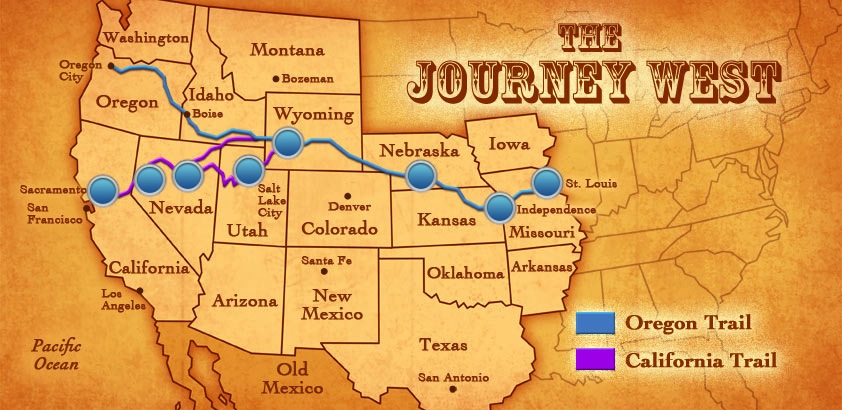 THE
JOURNEY WEST
Washington
Montana
Oregon
City
Bozeman
Oregon
Idaho
Boise
Wyoming
Nebraska
Iowa
Sacramento
San
Francisco
Nevada
Salt
Lake
City
Utah
Denver
Colorado
Kansas
St. Louis
Independence
Missouri
California
Los
Angeles
Arizona
Santa Fe
New
Mexico
Oklahoma
Arkansas
Texas
San Antonio
Pacific
Ocean
Old
Mexico
Oregon Trail
California Trail